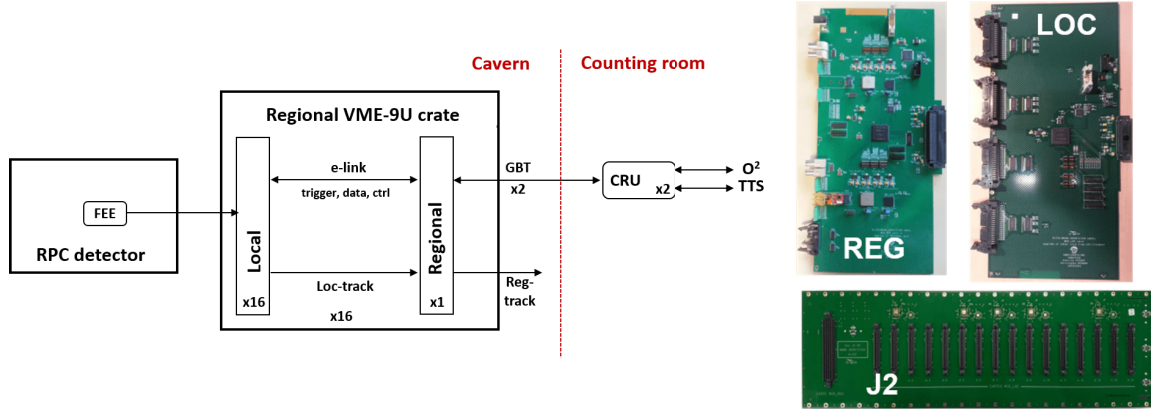 Cavern
Counting room
Regional VME-9U crate
e-link
trigger, data, ctrl
GBT
x2
CRU
x2
O²
TTS
FEE
RPC detector
Local
x16
Regional
x1
Loc-track
x16
Reg-
track
REG
LOC
J2